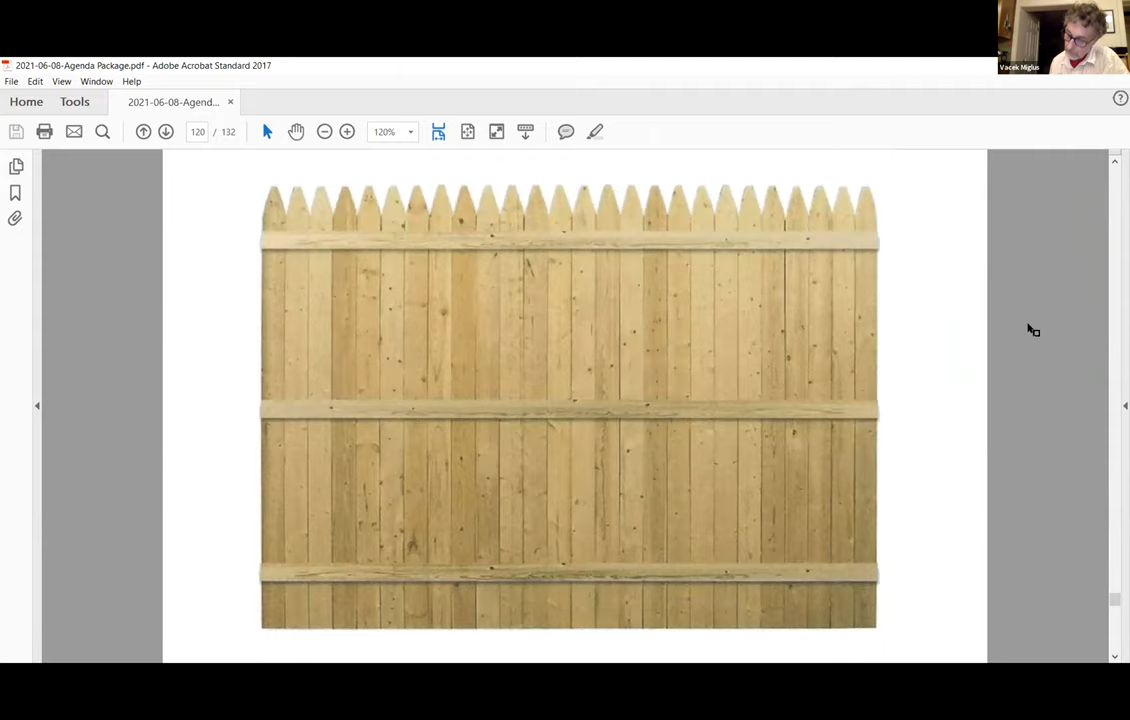 Vacek Miglus
2021-06-08-Agenda Package.pdf - Adobe Acrobat Standard 2017
File Edit View Window Help
Home Tools 2021-06-08-Agend... ×
120 / 132 120%